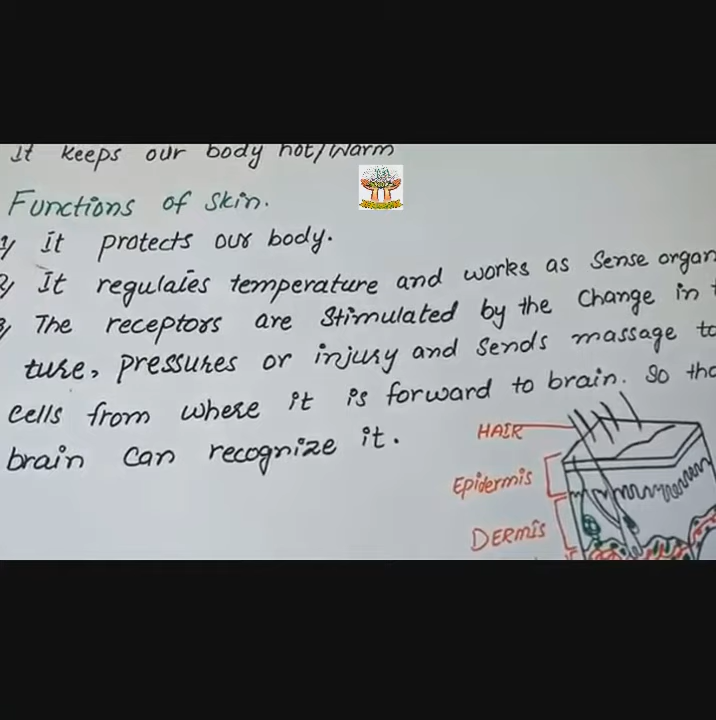 It keeps our body hot/warm
Functions of skin.
1) It protects our body.
2) It regulates temperature and works as sense organ
3) The receptors are stimulated by the change in t
ture, pressures or injury and sends massage to
cells from where it is forward to brain. So tha
brain can recognize it.
HAIR
Epidermis
DERMIS